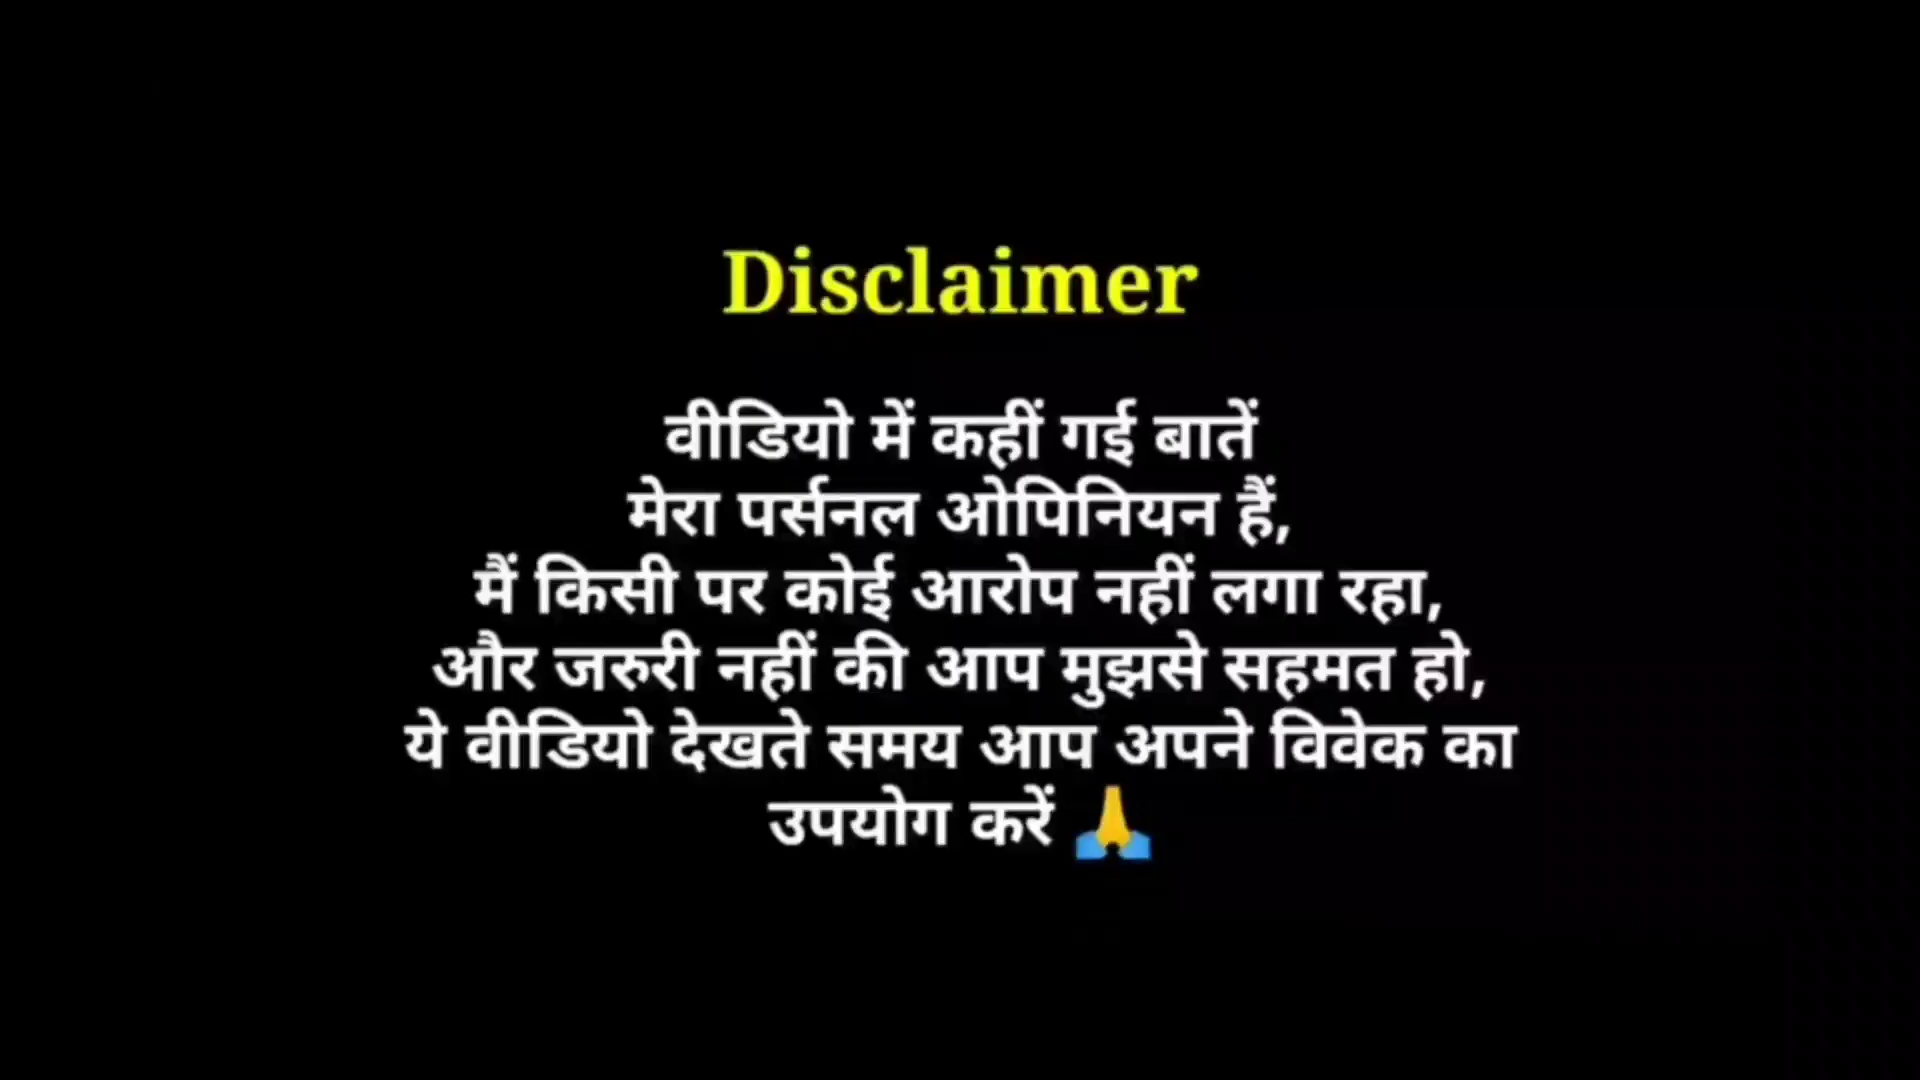 Disclaimer
वीडियो में कहीं गई बातें
मेरा पर्सनल ओपिनियन हैं,
मैं किसी पर कोई आरोप नहीं लगा रहा,
और जरुरी नहीं की आप मुझसे सहमत हो,
ये वीडियो देखते समय आप अपने विवेक का
उपयोग करें 🙏